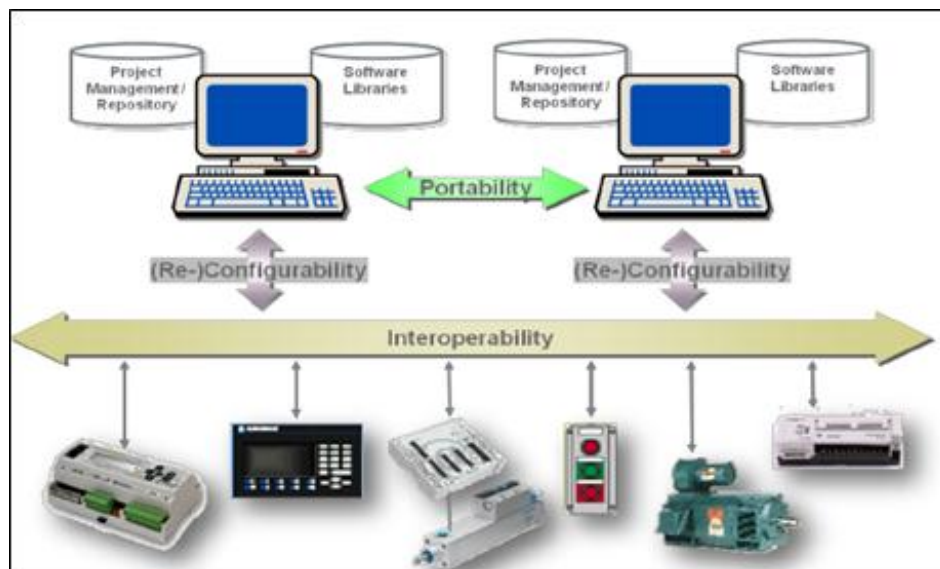 Project
Management/
Repository
Software
Libraries
Project
Management/
Repository
Software
Libraries
Portability
(Re-)Configurability
(Re-)Configurability
Interoperability